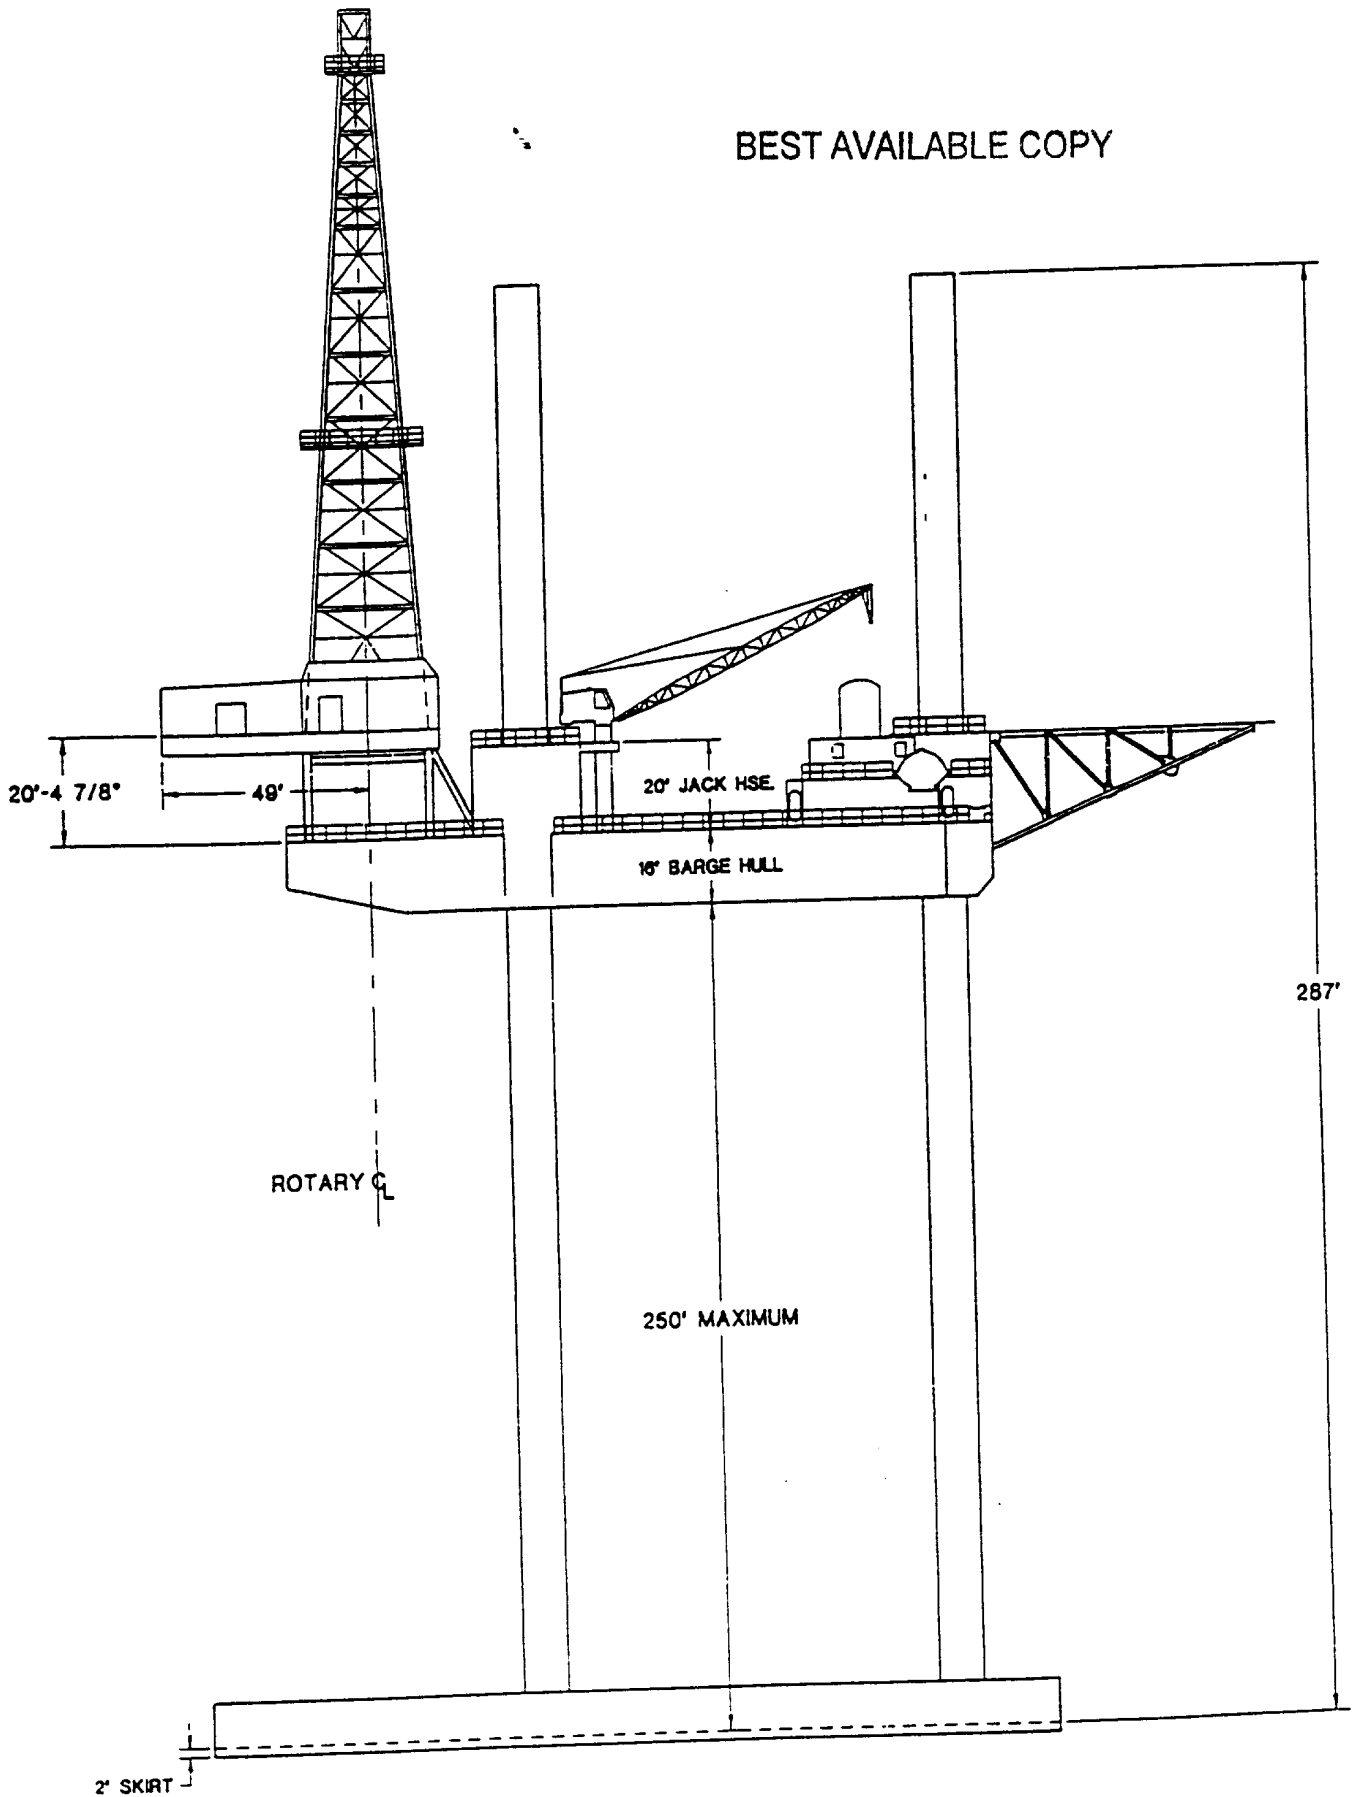 BEST AVAILABLE COPY
20'-4 7/8"
49'
20' JACK HSE.
16' BARGE HULL
287'
ROTARY ℄
250' MAXIMUM
2' SKIRT